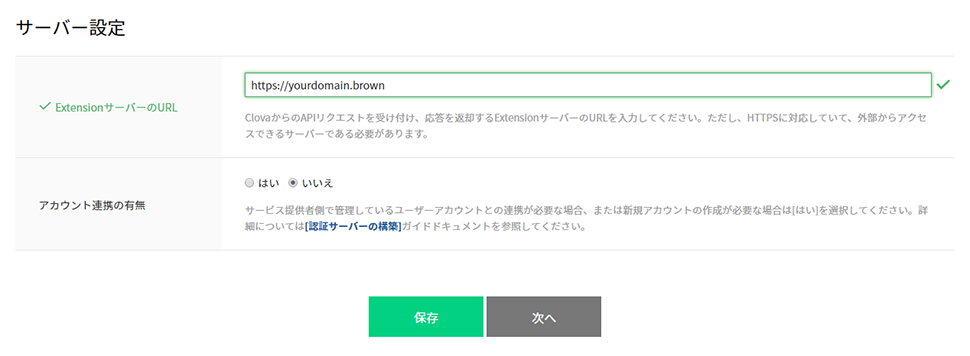 サーバー設定
ExtensionサーバーのURL
https://yourdomain.brown
ClovaからのAPIリクエストを受け付け、応答を返却するExtensionサーバーのURLを入力してください。ただし、HTTPSに対応していて、外部からアクセ
スできるサーバーである必要があります。
アカウント連携の有無
はい いいえ
サービス提供者側で管理しているユーザーアカウントとの連携が必要な場合、または新規アカウントの作成が必要な場合は[はい]を選択してください。詳
細については[認証サーバーの構築]ガイドドキュメントを参照してください。
保存 次へ